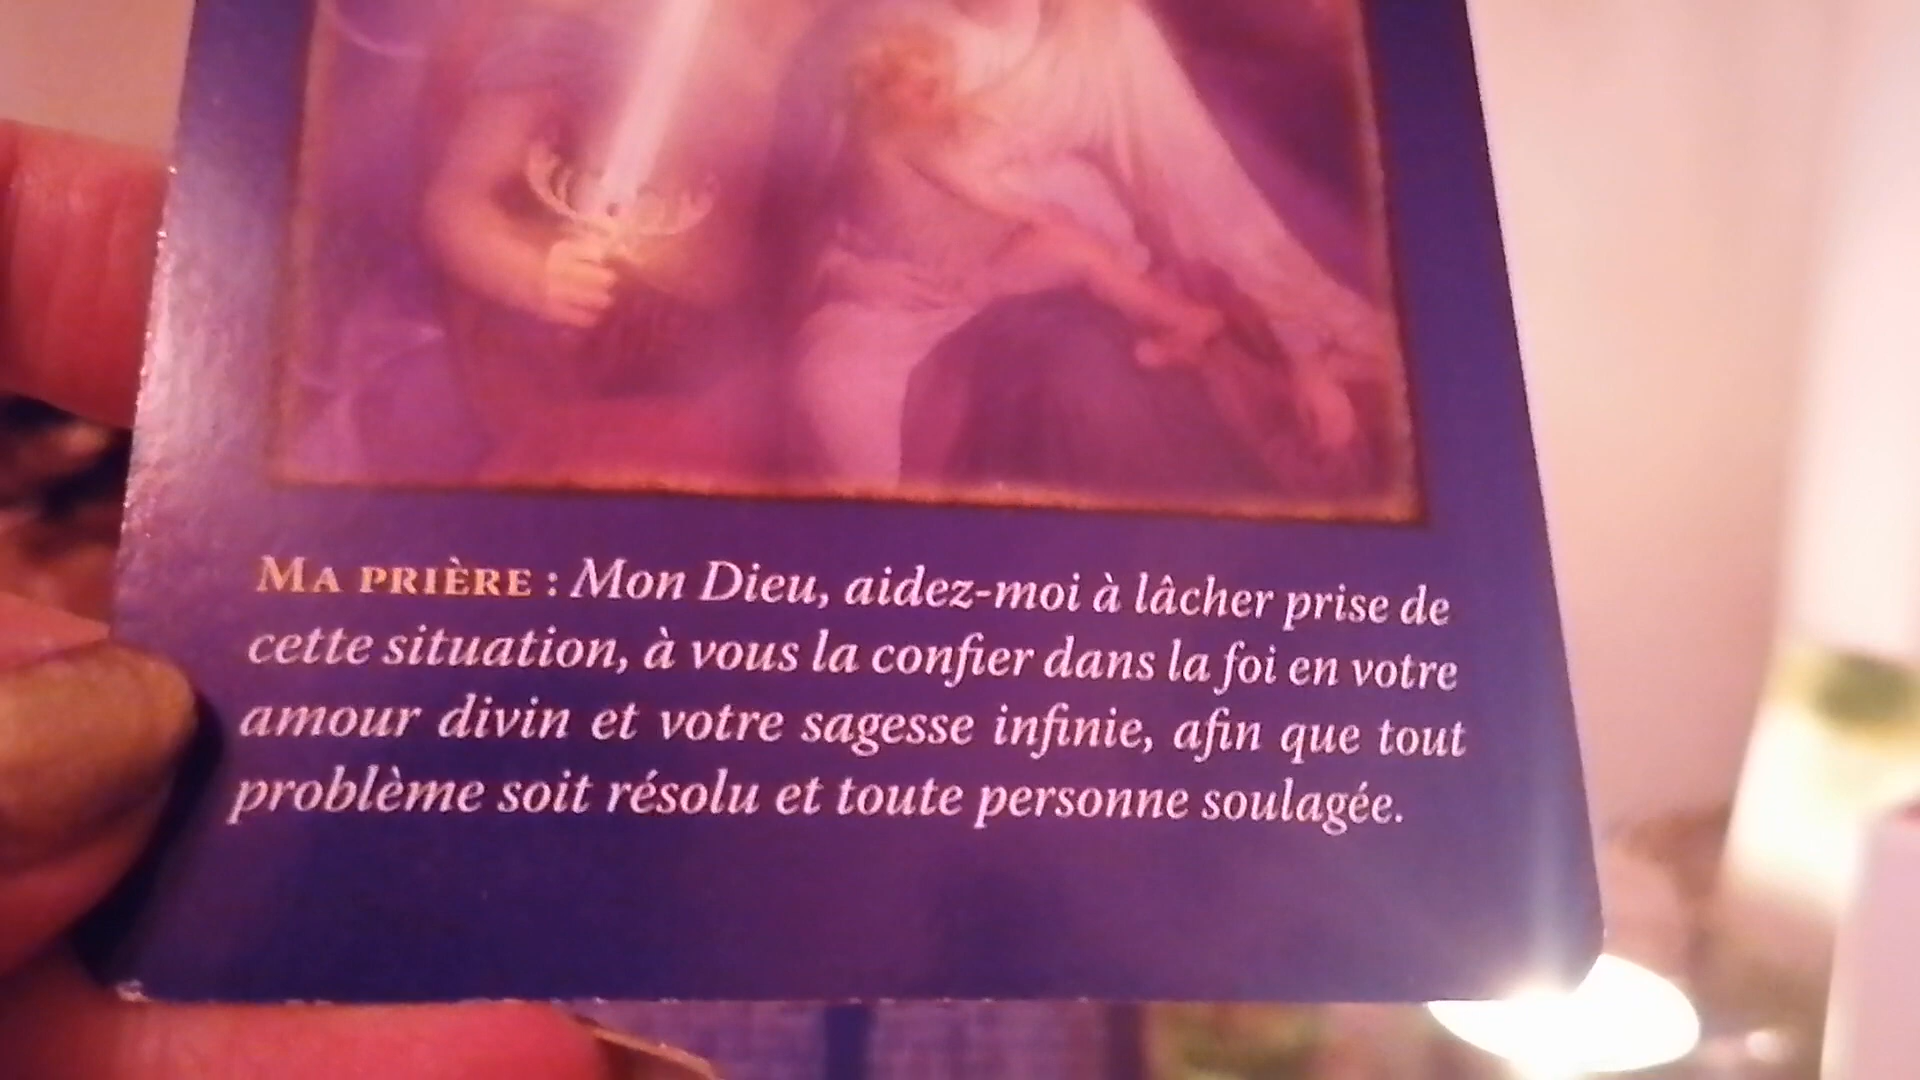 MA PRIÈRE : Mon Dieu, aidez-moi à lâcher prise de
cette situation, à vous la confier dans la foi en votre
amour divin et votre sagesse infinie, afin que tout
problème soit résolu et toute personne soulagée.